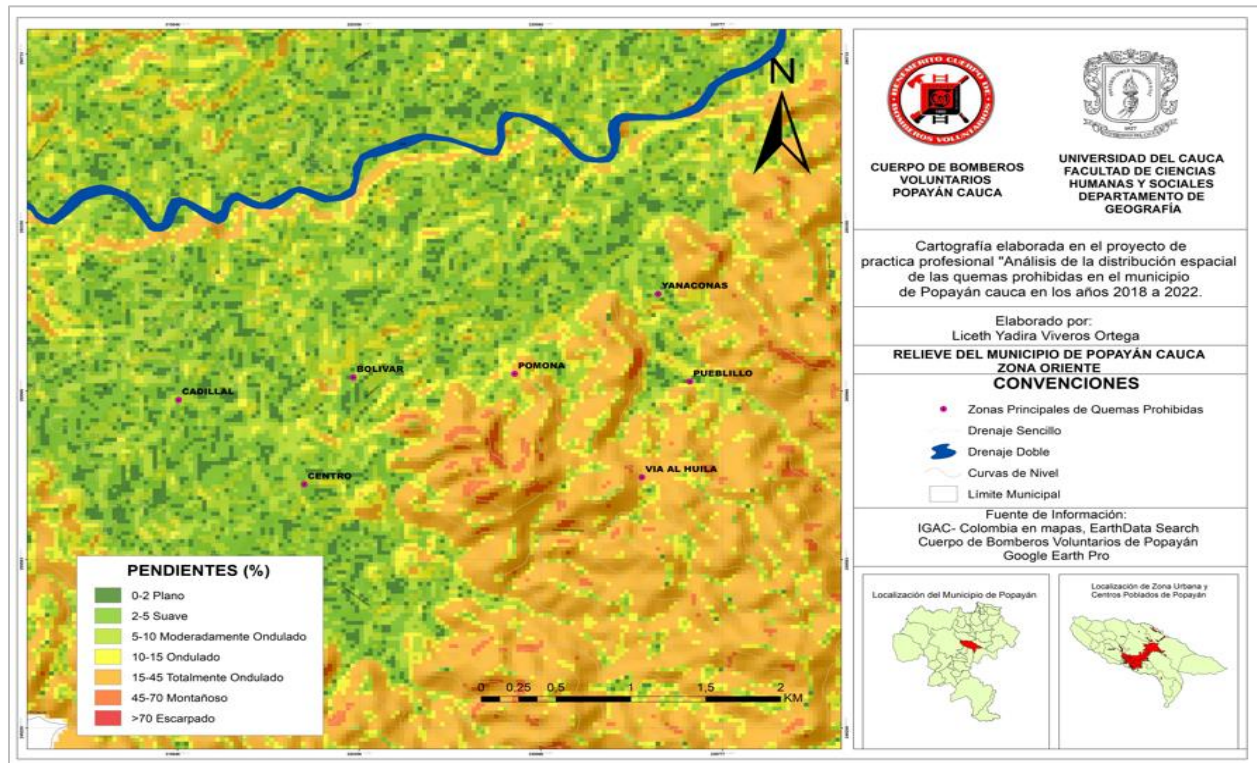 N
YANACONAS
BOLIVAR
POMONA
PUEBLILLO
CADILLAL
CENTRO
VIA AL HUILA
PENDIENTES (%)
0-2 Plano
2-5 Suave
5-10 Moderadamente Ondulado
10-15 Ondulado
15-45 Totalmente Ondulado
45-70 Montañoso
>70 Escarpado
0 0,25 0,5 1 1,5 2
KM
BENEMERITO CUERPO DE
BOMBEROS VOLUNTARIOS
CUERPO DE BOMBEROS
VOLUNTARIOS
POPAYÁN CAUCA
1827
UNIVERSIDAD DEL CAUCA
FACULTAD DE CIENCIAS
HUMANAS Y SOCIALES
DEPARTAMENTO DE
GEOGRAFÍA
Cartografía elaborada en el proyecto de
practica profesional "Análisis de la distribución espacial
de las quemas prohibidas en el municipio
de Popayán cauca en los años 2018 a 2022.
Elaborado por:
Liceth Yadira Viveros Ortega
RELIEVE DEL MUNICIPIO DE POPAYÁN CAUCA
ZONA ORIENTE
CONVENCIONES
Zonas Principales de Quemas Prohibidas
Drenaje Sencillo
Drenaje Doble
Curvas de Nivel
Límite Municipal
Fuente de Información:
IGAC- Colombia en mapas, EarthData Search
Cuerpo de Bomberos Voluntarios de Popayán
Google Earth Pro
Localización del Municipio de Popayán
Localización de Zona Urbana y
Centros Poblados de Popayán